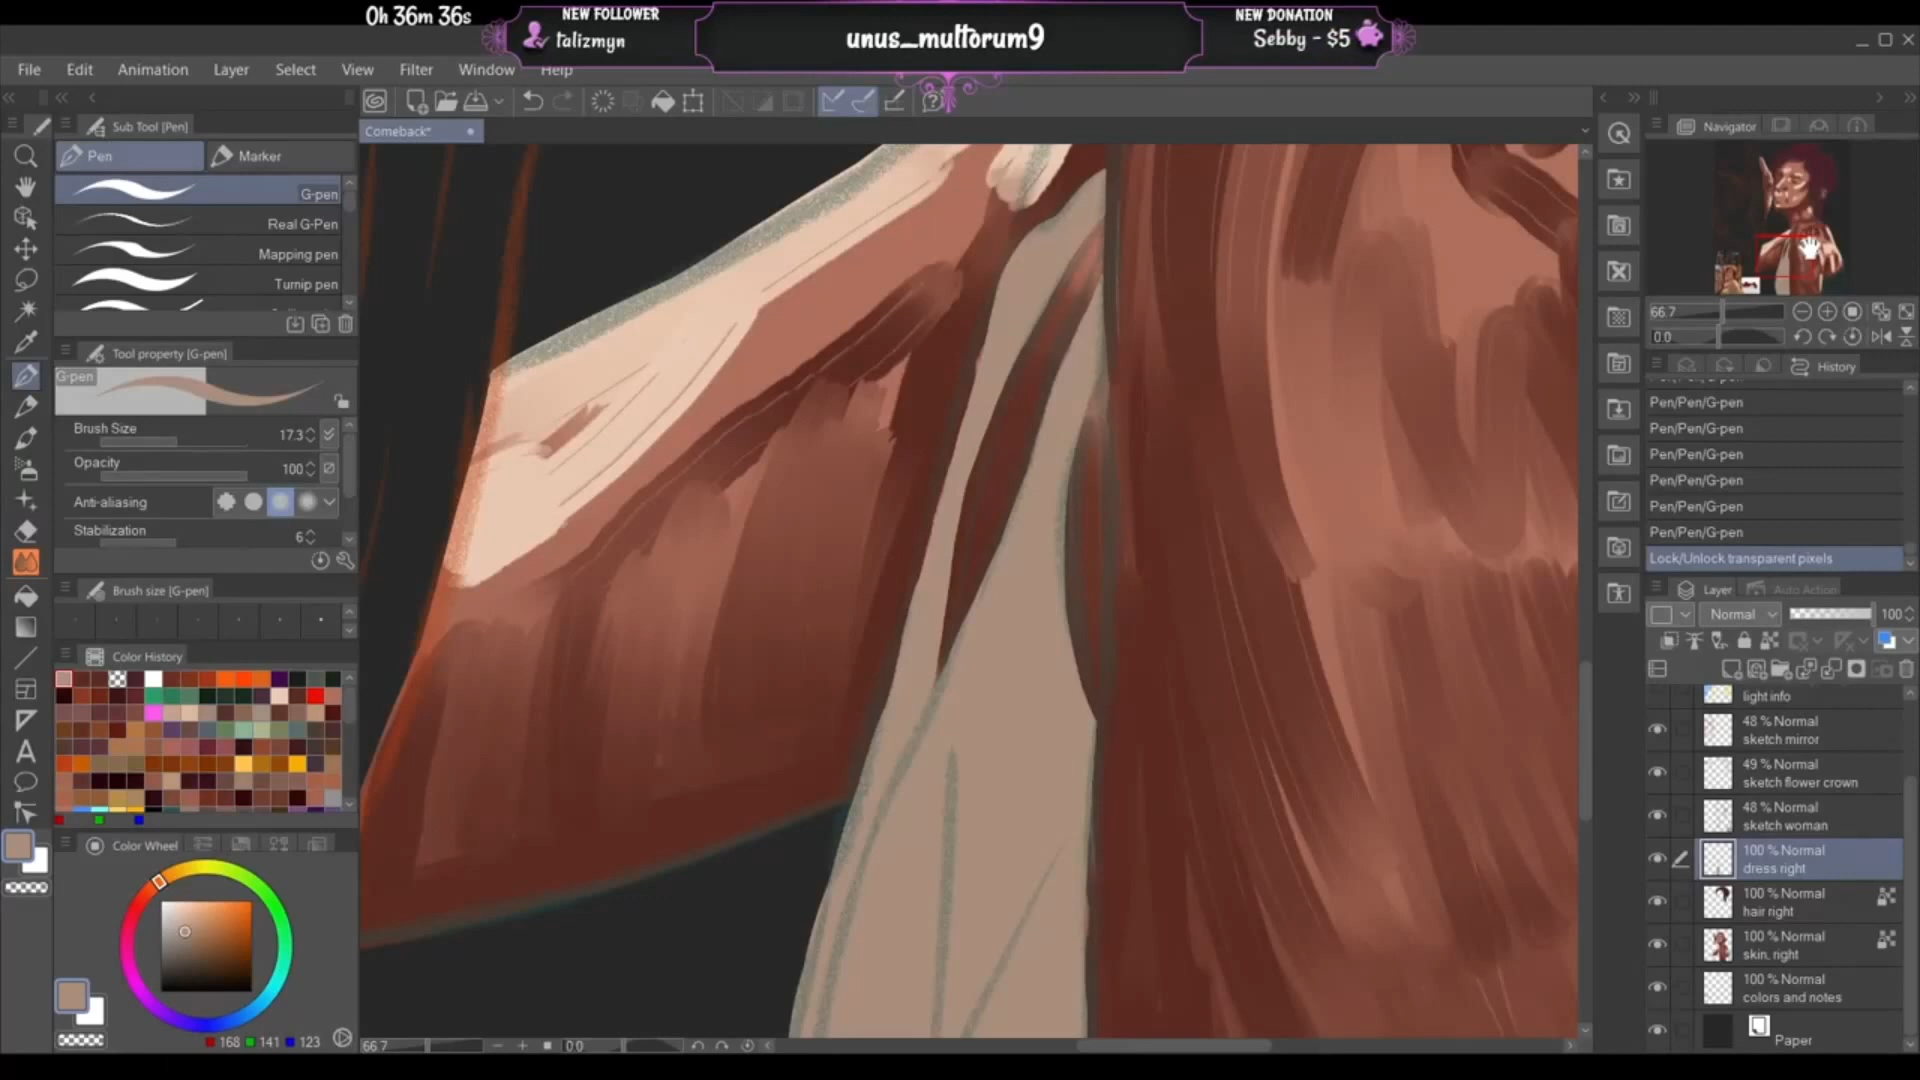 0h 36m 36s
NEW FOLLOWER
talizmyn
unus_multorum9
NEW DONATION
Sebby - $5
File Edit Animation Layer Select View Filter Window Help
Sub Tool [Pen]
Pen
Marker
G-pen
Real G-Pen
Mapping pen
Turnip pen
Tool property [G-pen]
G-pen
Brush Size 17.3
Opacity 100
Anti-aliasing
Stabilization 6
Brush size [G-pen]
Color History
Color Wheel
168 141 123
Comeback*
66.7 0.0
Navigator
66.7
0.0
History
Pen/Pen/G-pen
Pen/Pen/G-pen
Pen/Pen/G-pen
Pen/Pen/G-pen
Pen/Pen/G-pen
Pen/Pen/G-pen
Pen/Pen/G-pen
Lock/Unlock transparent pixels
Layer Auto Action
Normal 100
light info
48 % Normal
sketch mirror
49 % Normal
sketch flower crown
48 % Normal
sketch woman
100 % Normal
dress right
100 % Normal
hair right
100 % Normal
skin, right
100 % Normal
colors and notes
Paper